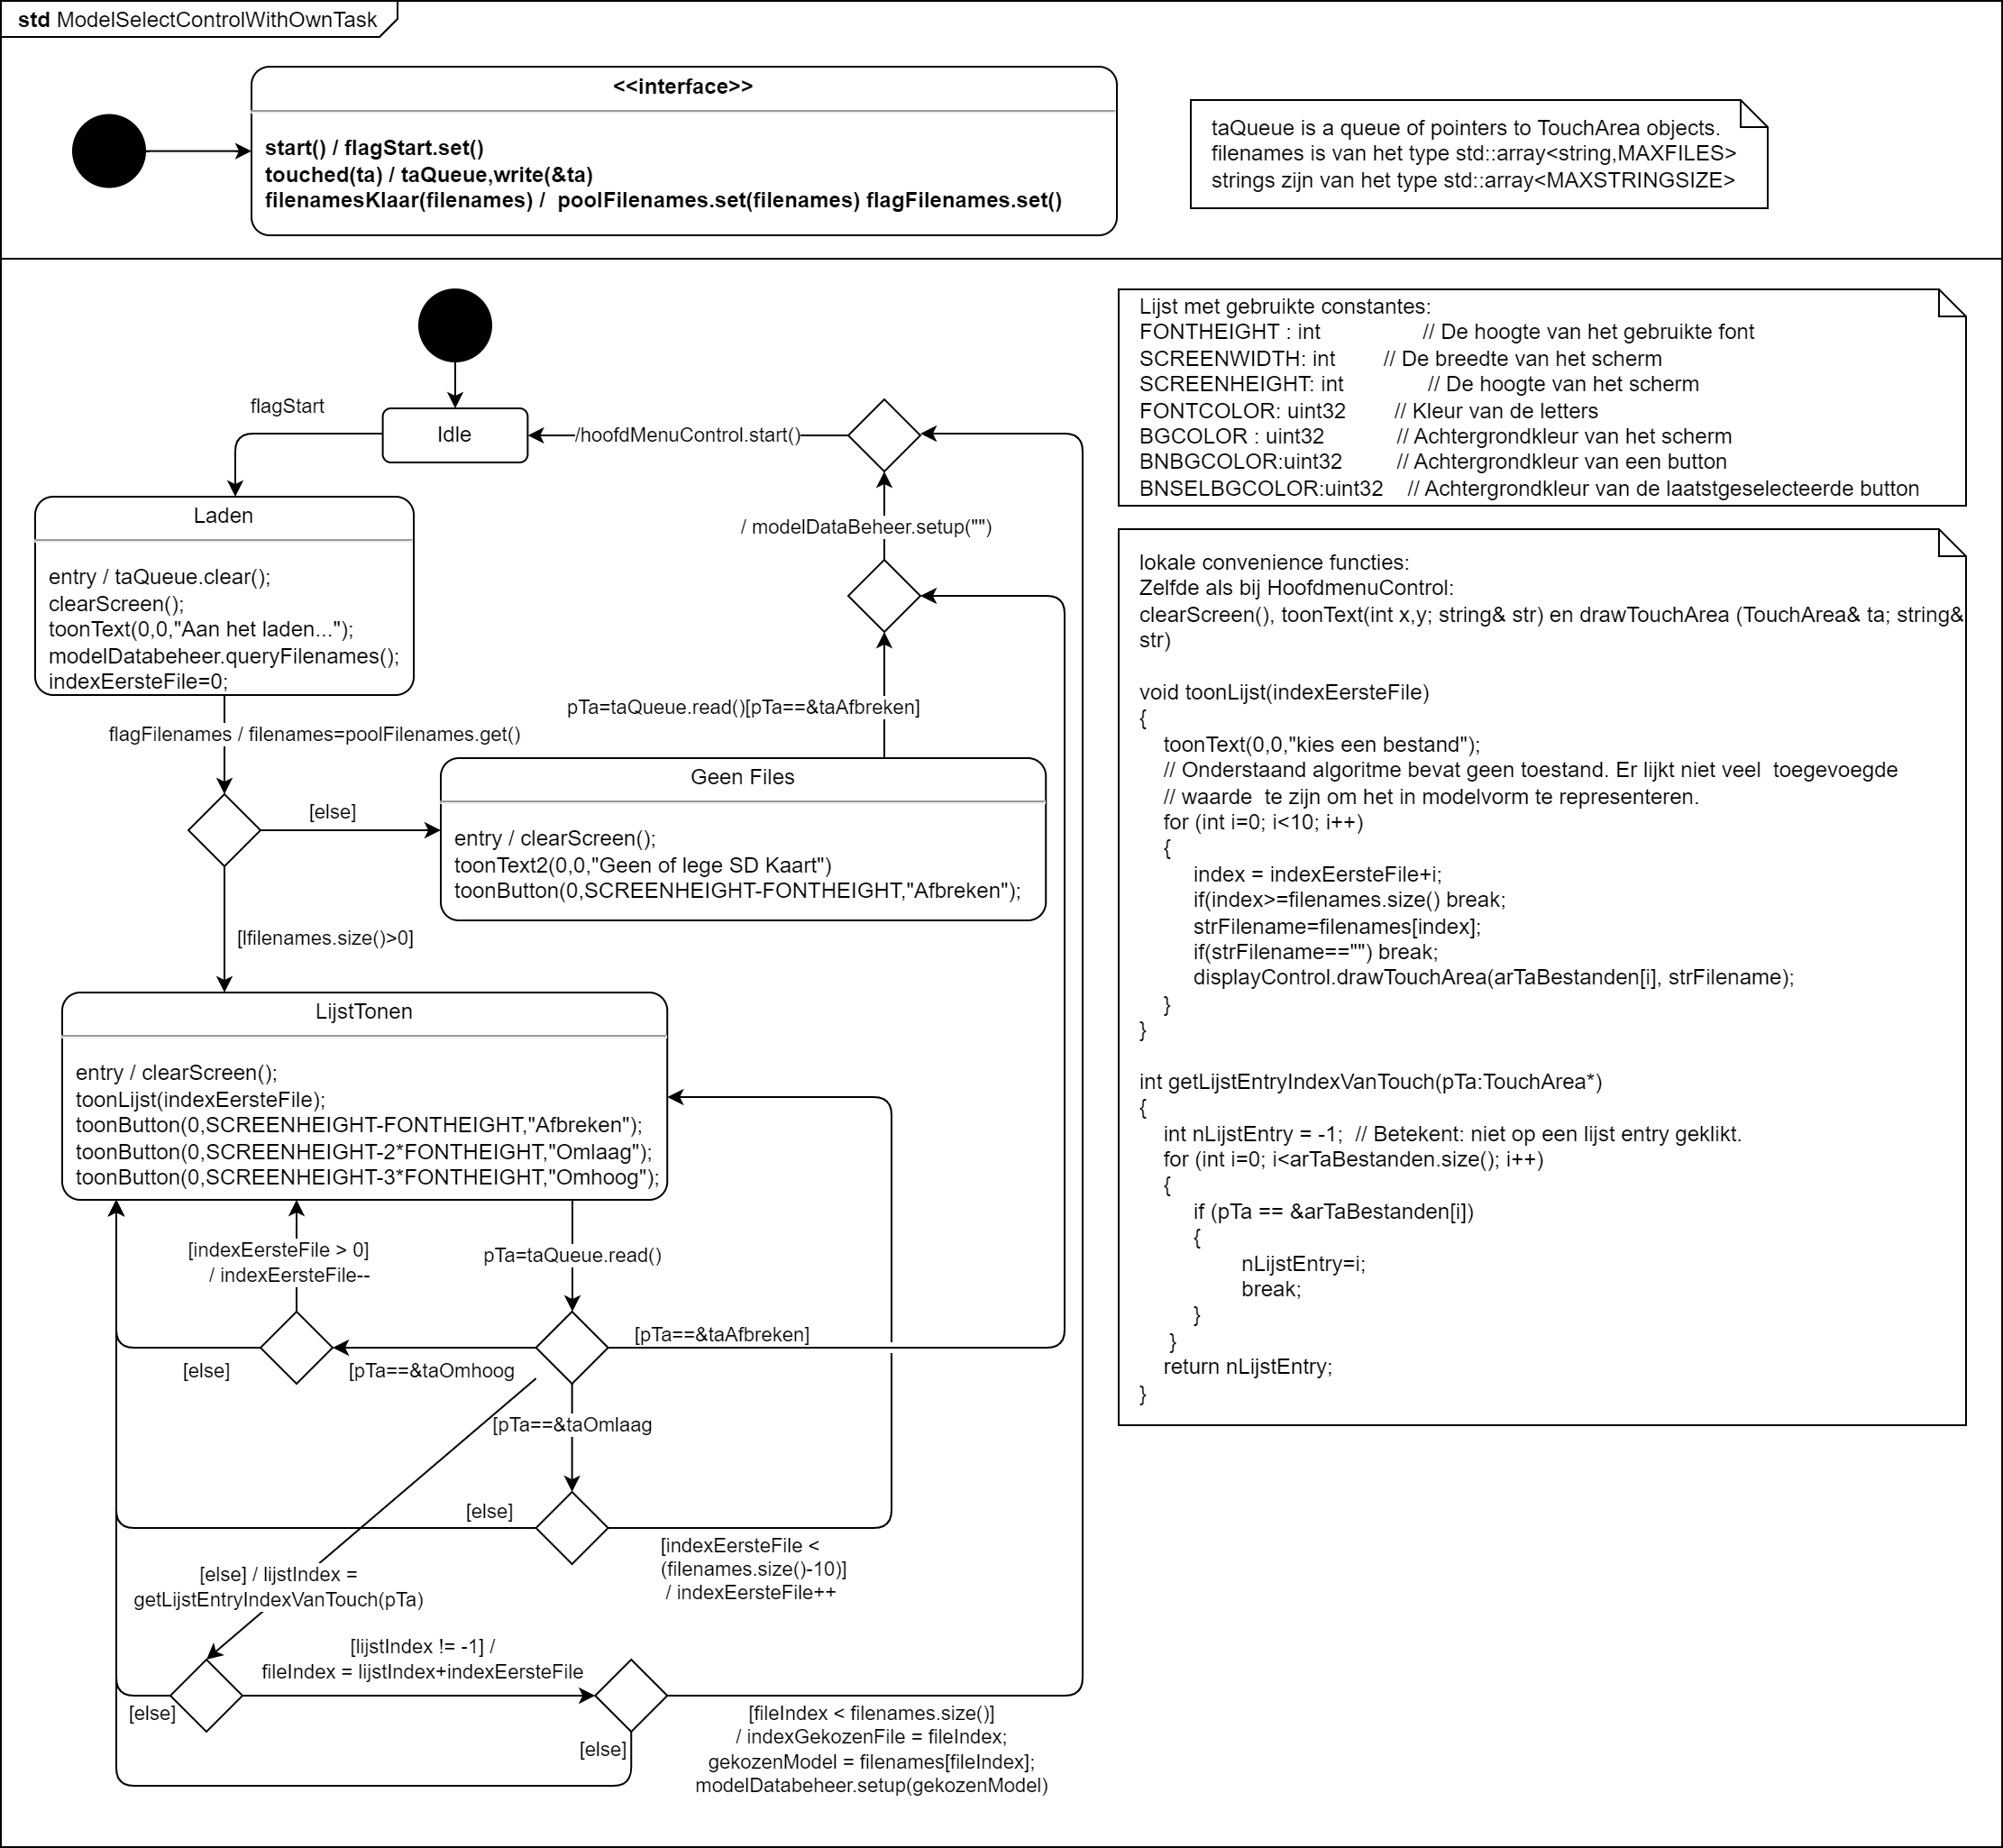 std ModelSelectControlWithOwnTask
<<interface>>
start() / flagStart.set()
touched(ta) / taQueue,write(&ta)
filenamesKlaar(filenames) /  poolFilenames.set(filenames) flagFilenames.set()
taQueue is a queue of pointers to TouchArea objects.
filenames is van het type std::array<string,MAXFILES>
strings zijn van het type std::array<MAXSTRINGSIZE>
Lijst met gebruikte constantes:
FONTHEIGHT : int // De hoogte van het gebruikte font
SCREENWIDTH: int // De breedte van het scherm
SCREENHEIGHT: int // De hoogte van het scherm
FONTCOLOR: uint32 // Kleur van de letters
BGCOLOR : uint32 // Achtergrondkleur van het scherm
BNBGCOLOR:uint32 // Achtergrondkleur van een button
BNSELBGCOLOR:uint32 // Achtergrondkleur van de laatstgeselecteerde button
flagStart
Idle
/hoofdMenuControl.start()
Laden
entry / taQueue.clear();
clearScreen();
toonText(0,0,"Aan het laden...");
modelDatabeheer.queryFilenames();
indexEersteFile=0;
/ modelDataBeheer.setup("")
flagFilenames / filenames=poolFilenames.get()
pTa=taQueue.read()[pTa==&taAfbreken]
[else]
Geen Files
entry / clearScreen();
toonText2(0,0,"Geen of lege SD Kaart")
toonButton(0,SCREENHEIGHT-FONTHEIGHT,"Afbreken");
[lfilenames.size()>0]
LijstTonen
entry / clearScreen();
toonLijst(indexEersteFile);
toonButton(0,SCREENHEIGHT-FONTHEIGHT,"Afbreken");
toonButton(0,SCREENHEIGHT-2*FONTHEIGHT,"Omlaag");
toonButton(0,SCREENHEIGHT-3*FONTHEIGHT,"Omhoog");
[indexEersteFile > 0]
/ indexEersteFile--
pTa=taQueue.read()
[pTa==&taAfbreken]
[else]
[pTa==&taOmhoog
[pTa==&taOmlaag
[else]
[indexEersteFile <
(filenames.size()-10)]
/ indexEersteFile++
[else] / lijstIndex =
getLijstEntryIndexVanTouch(pTa)
[lijstIndex != -1] /
fileIndex = lijstIndex+indexEersteFile
[else]
[else]
[fileIndex < filenames.size()]
/ indexGekozenFile = fileIndex;
gekozenModel = filenames[fileIndex];
modelDatabeheer.setup(gekozenModel)
lokale convenience functies:
Zelfde als bij HoofdmenuControl:
clearScreen(), toonText(int x,y; string& str) en drawTouchArea (TouchArea& ta; string&
str)
void toonLijst(indexEersteFile)
{
toonText(0,0,"kies een bestand");
// Onderstaand algoritme bevat geen toestand. Er lijkt niet veel  toegevoegde
// waarde  te zijn om het in modelvorm te representeren.
for (int i=0; i<10; i++)
{
index = indexEersteFile+i;
if(index>=filenames.size() break;
strFilename=filenames[index];
if(strFilename=="") break;
displayControl.drawTouchArea(arTaBestanden[i], strFilename);
}
}
int getLijstEntryIndexVanTouch(pTa:TouchArea*)
{
int nLijstEntry = -1;  // Betekent: niet op een lijst entry geklikt.
for (int i=0; i<arTaBestanden.size(); i++)
{
if (pTa == &arTaBestanden[i])
{
nLijstEntry=i;
break;
}
}
return nLijstEntry;
}